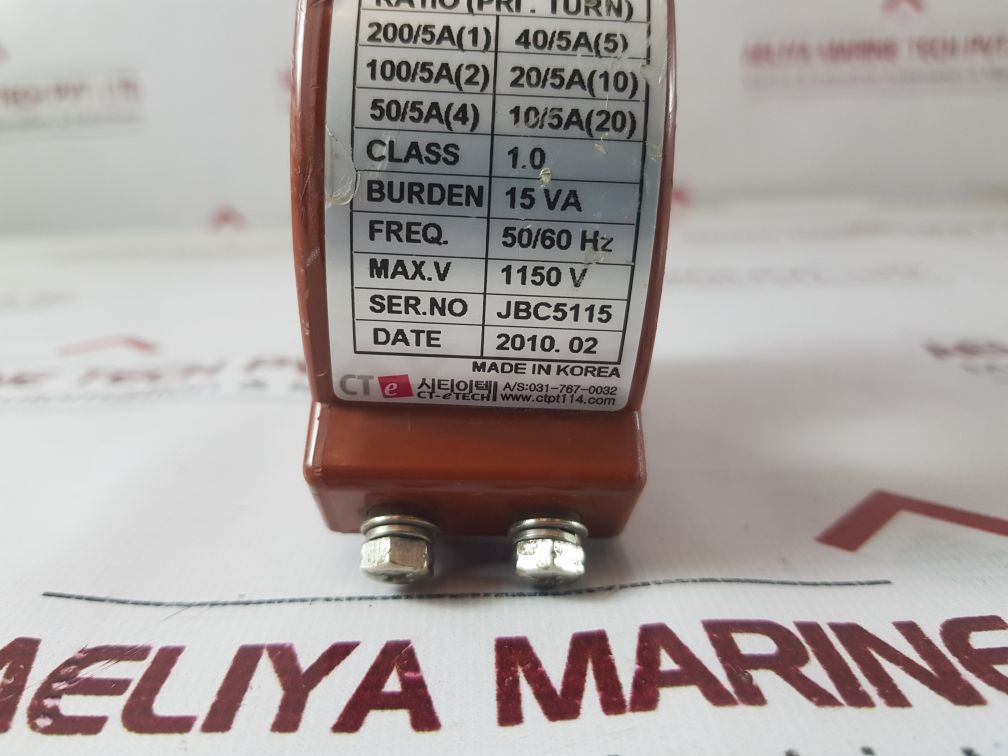 RATIO (PRI. TURN)
200/5A(1) 40/5A(5)
100/5A(2) 20/5A(10)
50/5A(4) 10/5A(20)
CLASS 1.0
BURDEN 15 VA
FREQ. 50/60 Hz
MAX.V 1150 V
SER.NO JBC5115
DATE 2010. 02
MADE IN KOREA
CTe 시티이텍 A/S:031-767-0032
CT-eTECH www.ctpt114.com
AELIYA MARINE